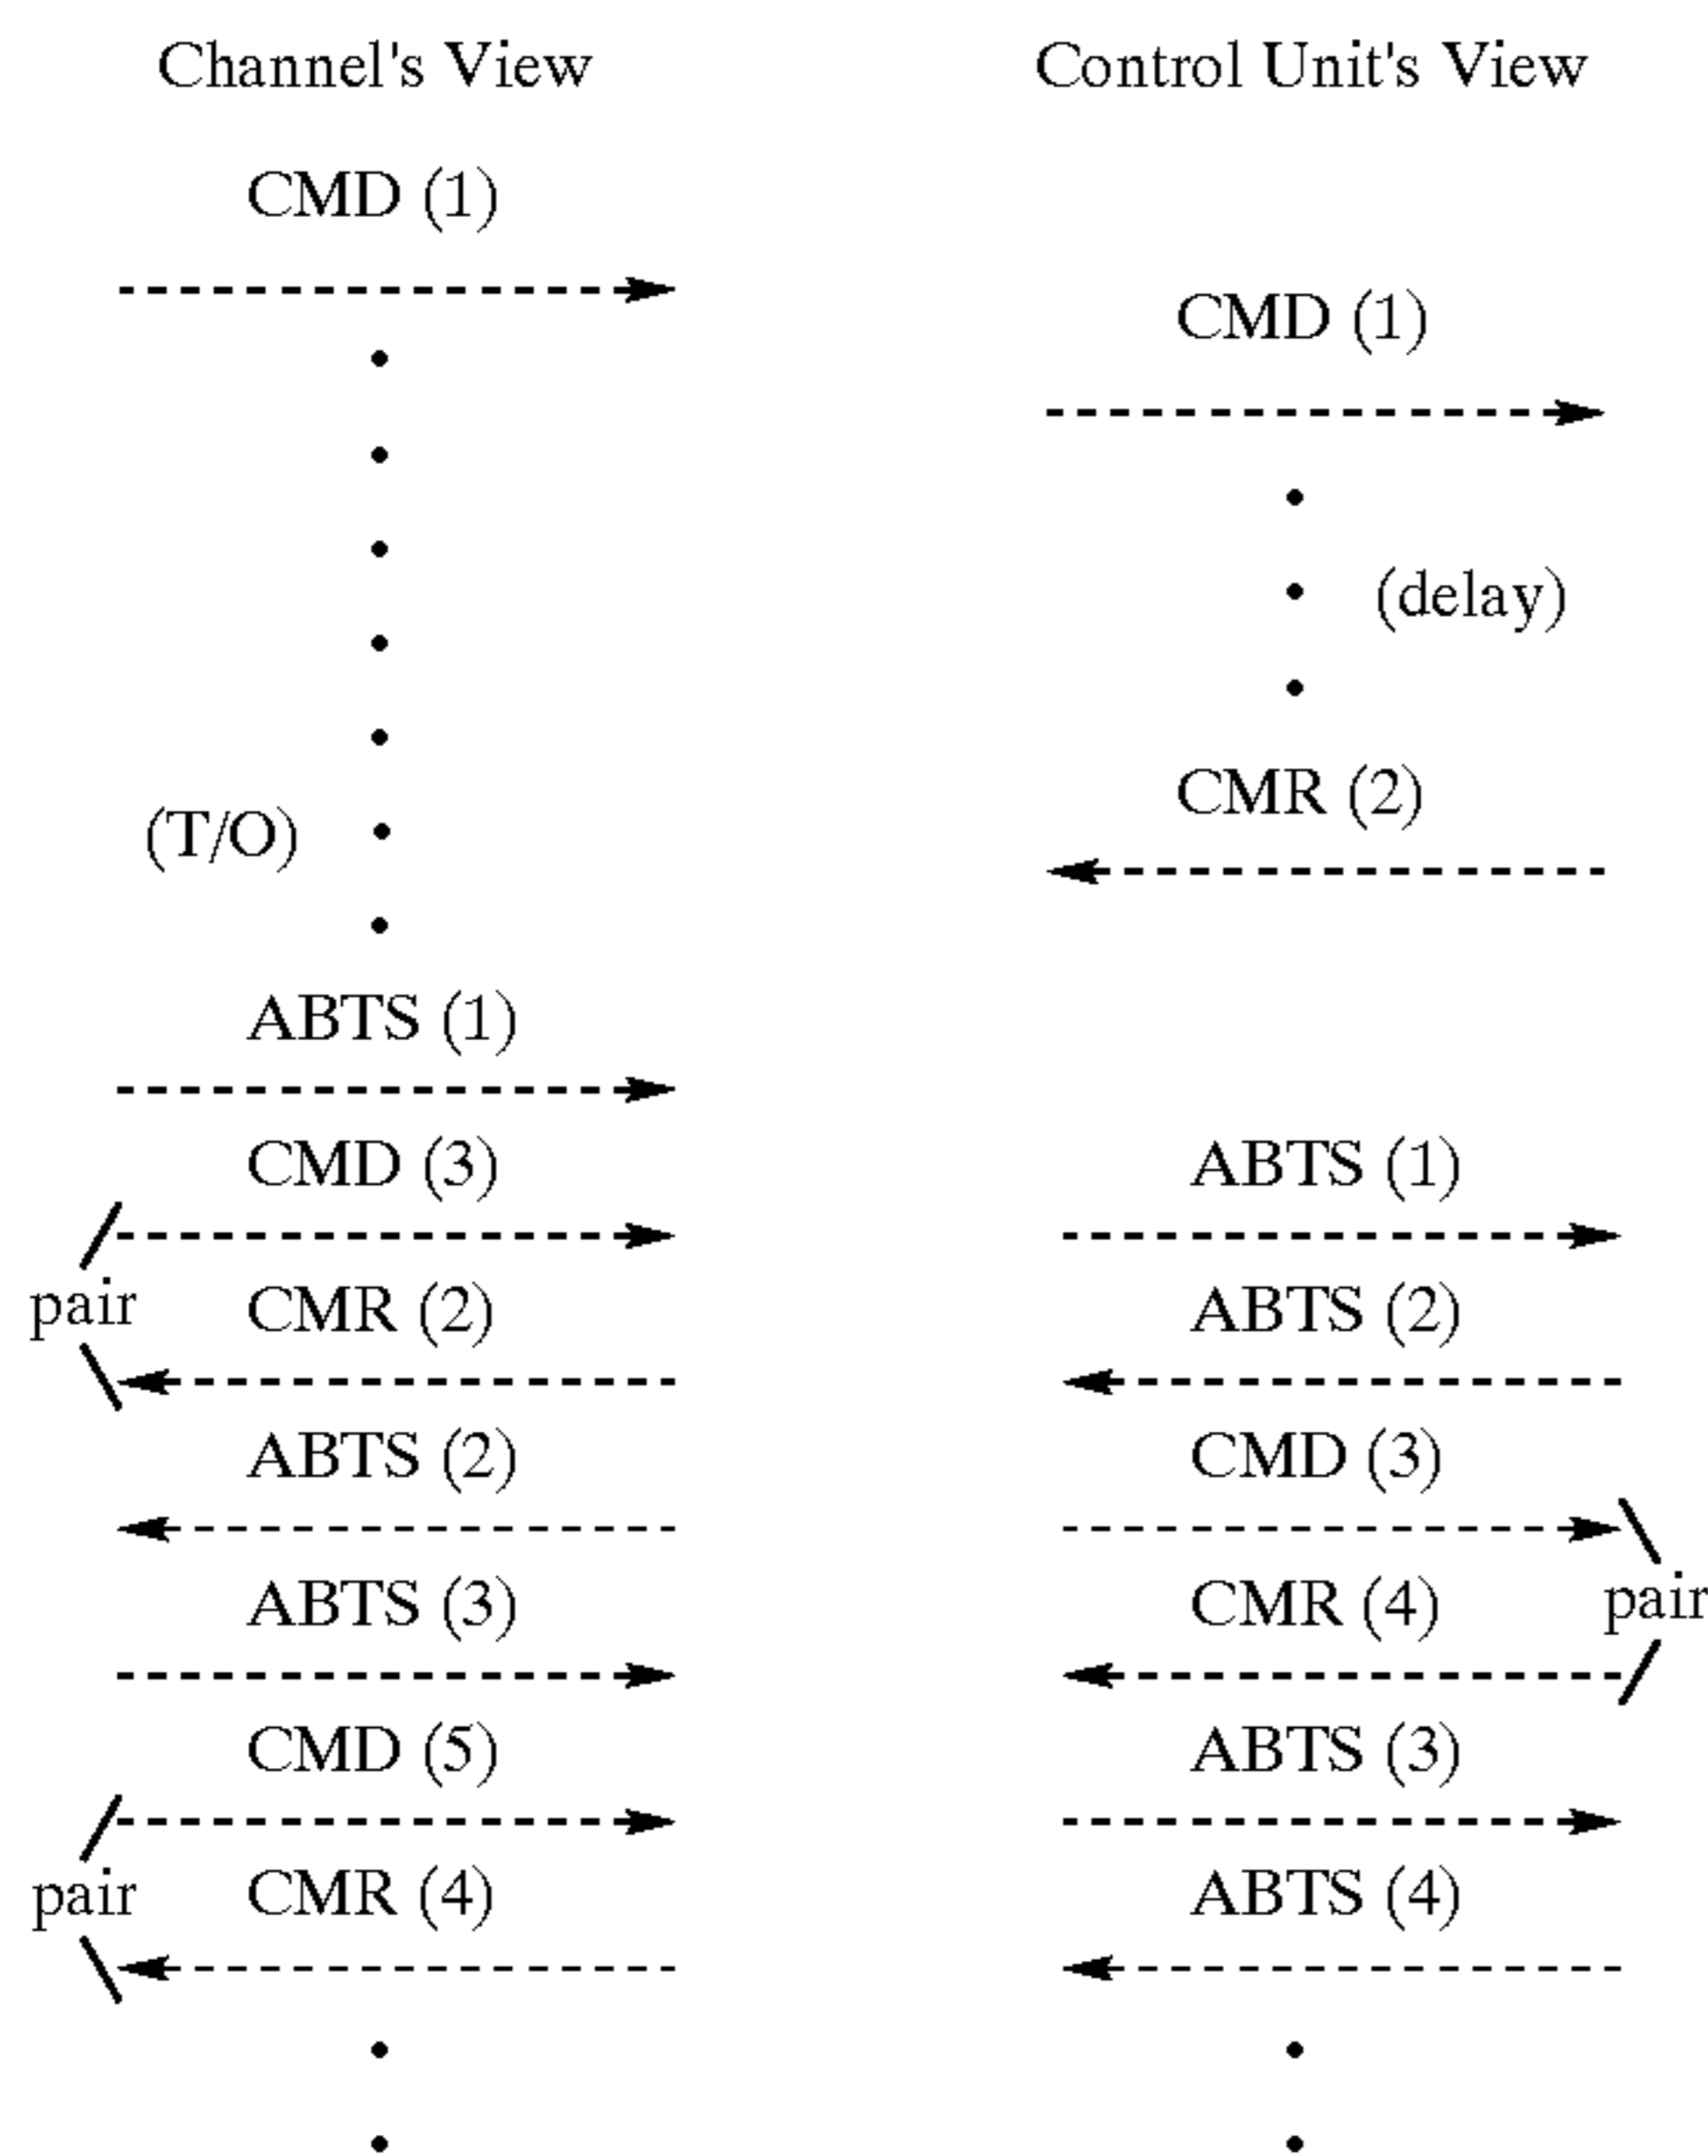 Channel's View
Control Unit's View
CMD (1)
CMD (1)
(delay)
CMR (2)
(T/O)
ABTS (1)
CMD (3)
ABTS (1)
pair
CMR (2)
ABTS (2)
ABTS (2)
CMD (3)
ABTS (3)
CMR (4)
pair
CMD (5)
ABTS (3)
pair
CMR (4)
ABTS (4)